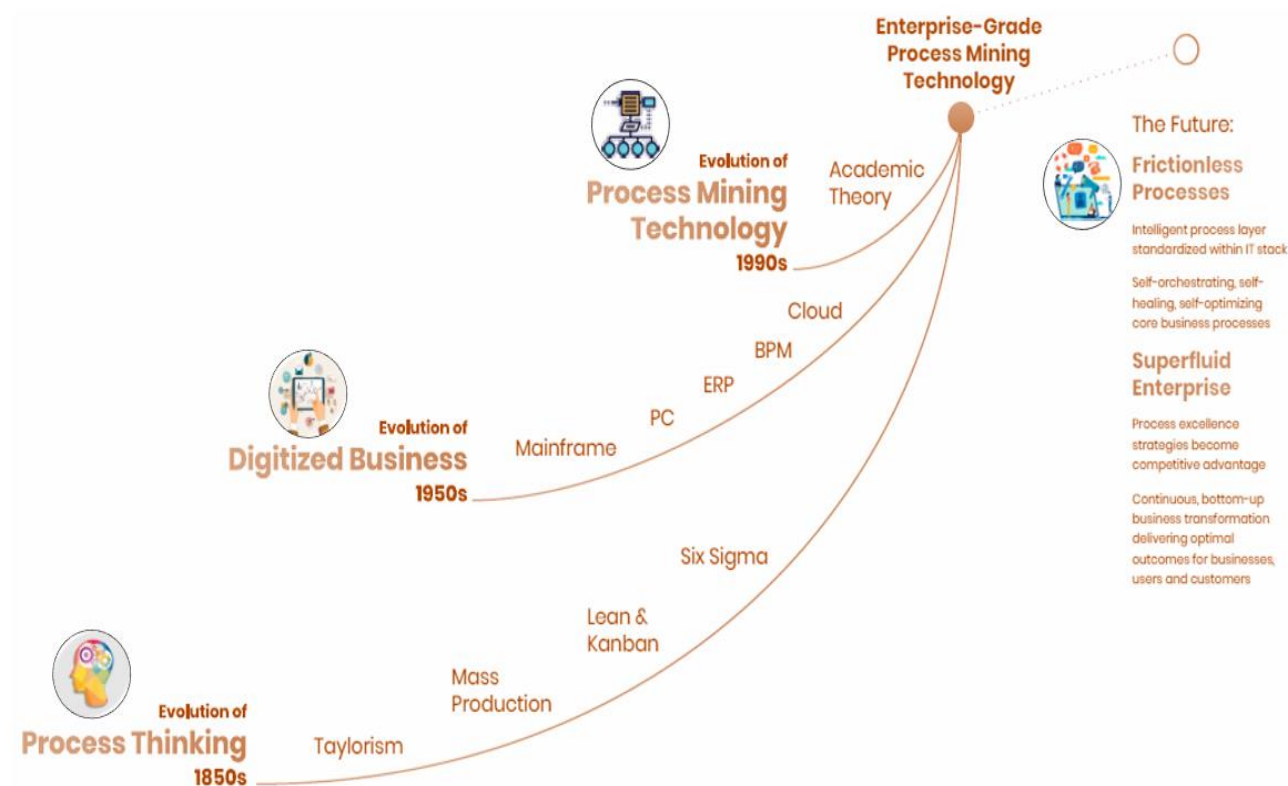 Enterprise-Grade
Process Mining
Technology
Evolution of
Process Mining
Technology
1990s
Academic
Theory
The Future:
Frictionless
Processes
Intelligent process layer
standardized within IT stack
Self-orchestrating, self-
healing, self-optimizing
core business processes
Superfluid
Enterprise
Process excellence
strategies become
competitive advantage
Continuous, bottom-up
business transformation
delivering optimal
outcomes for businesses,
users and customers
Cloud
BPM
ERP
PC
Mainframe
Evolution of
Digitized Business
1950s
Six Sigma
Lean &
Kanban
Mass
Production
Taylorism
Evolution of
Process Thinking
1850s